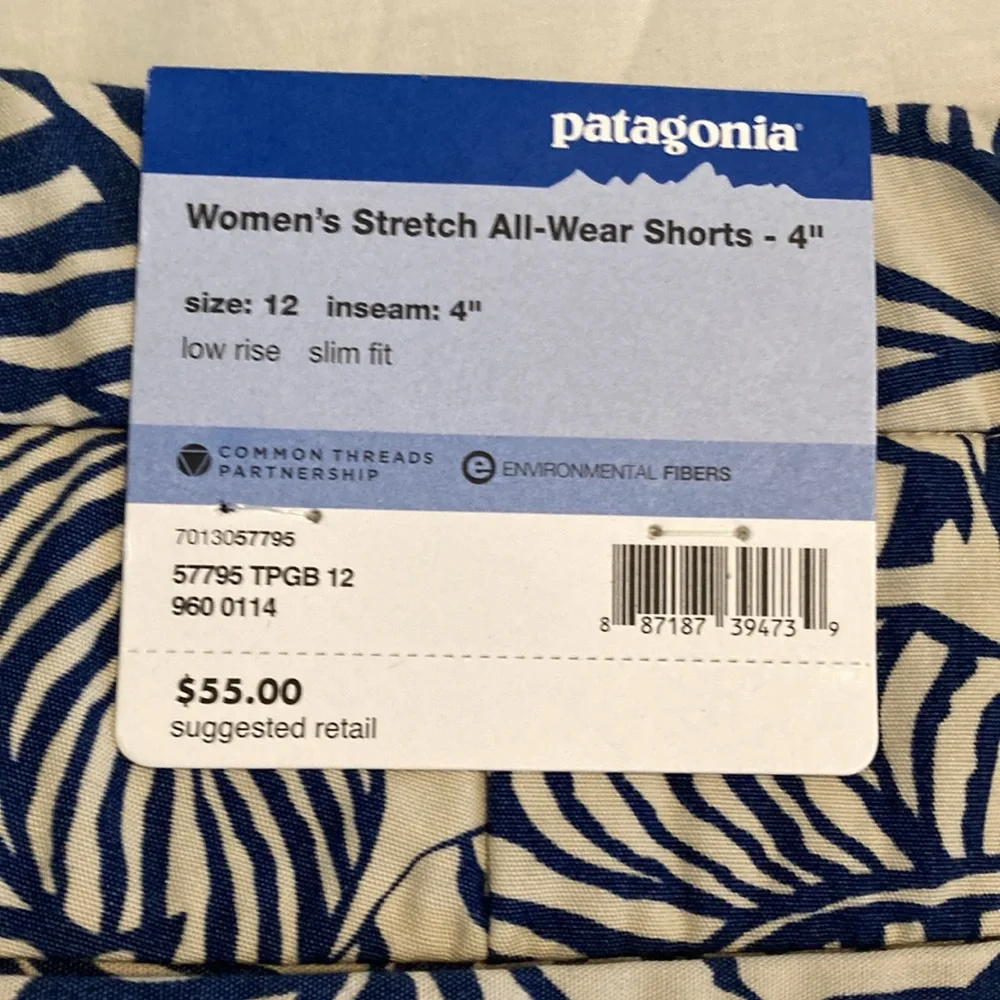 patagonia®
Women's Stretch All-Wear Shorts - 4"
size: 12 inseam: 4"
low rise slim fit
COMMON THREADS
PARTNERSHIP
e ENVIRONMENTAL FIBERS
7013057795
57795 TPGB 12
960 0114
8 87187 39473 9
$55.00
suggested retail